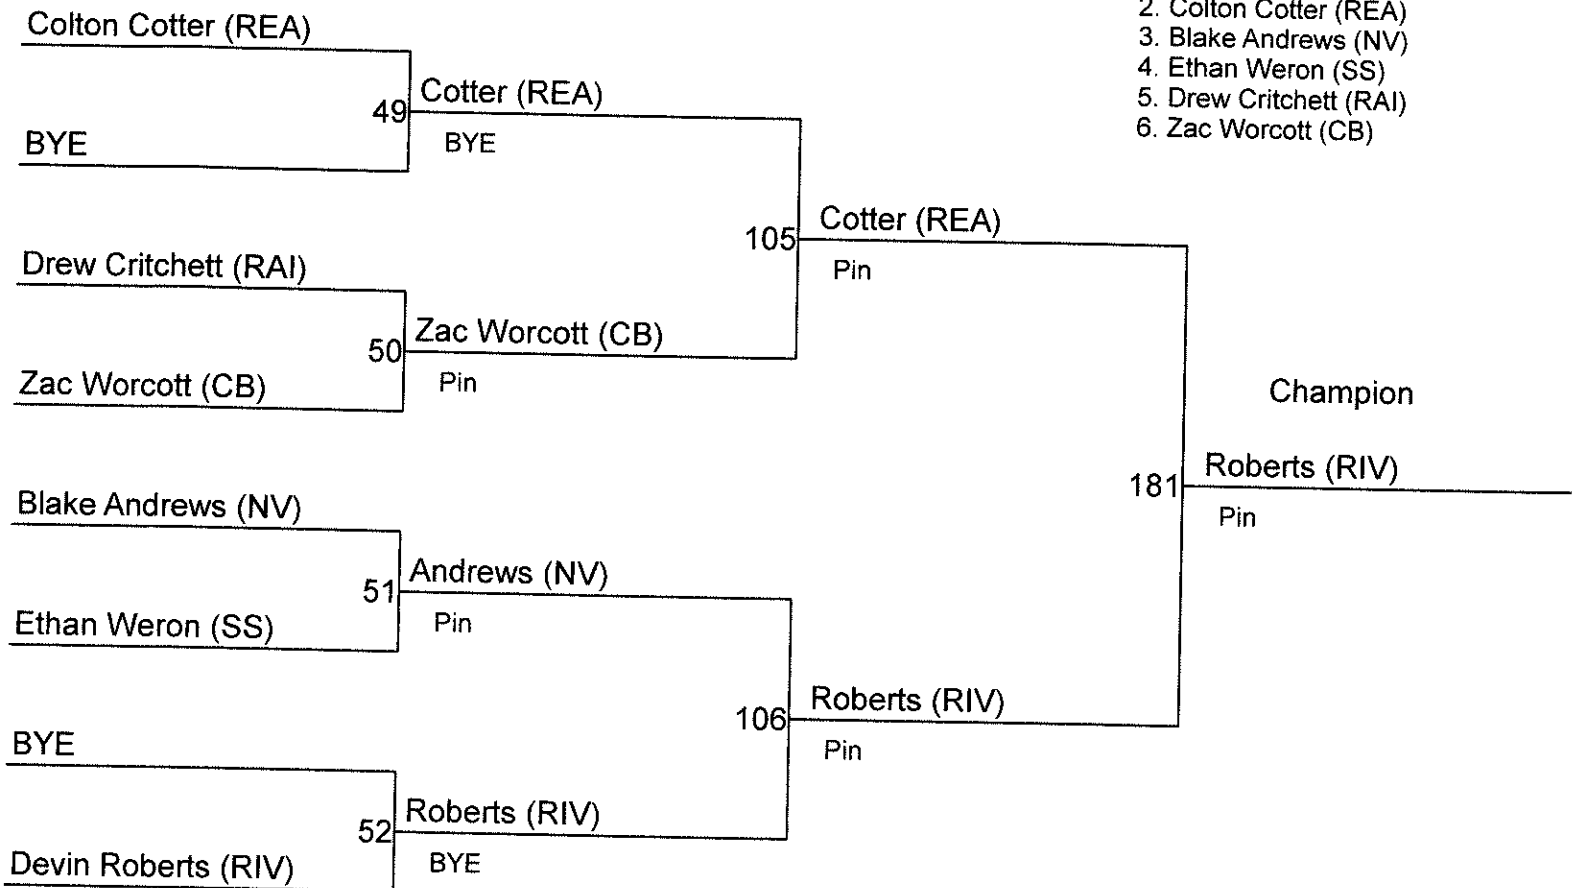 2. Colton Cotter (REA)
3. Blake Andrews (NV)
4. Ethan Weron (SS)
5. Drew Critchett (RAI)
6. Zac Worcott (CB)
Colton Cotter (REA)
49
Cotter (REA)
BYE
BYE
105
Cotter (REA)
Pin
Drew Critchett (RAI)
50
Zac Worcott (CB)
Pin
Zac Worcott (CB)
Champion
181
Roberts (RIV)
Pin
Blake Andrews (NV)
51
Andrews (NV)
Pin
Ethan Weron (SS)
106
Roberts (RIV)
Pin
BYE
52
Roberts (RIV)
BYE
Devin Roberts (RIV)